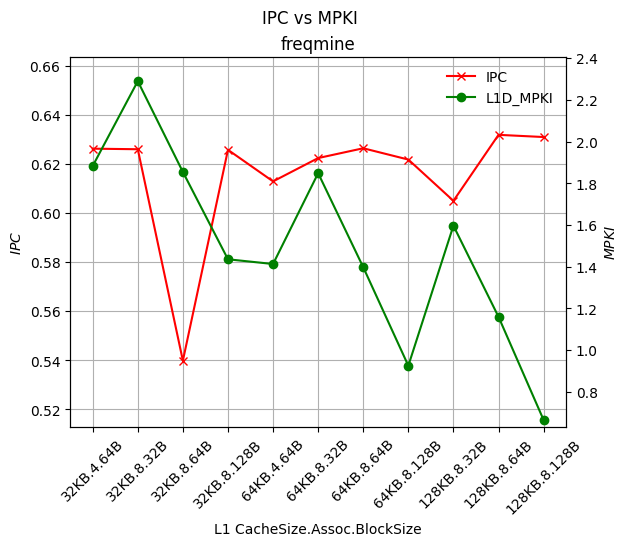 IPC vs MPKI
freqmine
IPC
L1D_MPKI
0.66
0.64
0.62
0.60
0.58
0.56
0.54
0.52
IPC
2.4
2.2
2.0
1.8
1.6
1.4
1.2
1.0
0.8
MPKI
32KB.4.64B
32KB.8.32B
32KB.8.64B
32KB.8.128B
64KB.4.64B
64KB.8.32B
64KB.8.64B
64KB.8.128B
128KB.8.32B
128KB.8.64B
128KB.8.128B
L1 CacheSize.Assoc.BlockSize